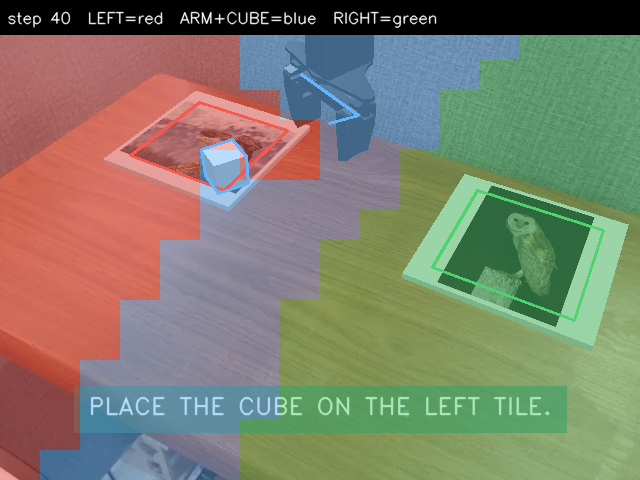 step 40 LEFT=red ARM+CUBE=blue RIGHT=green
PLACE THE CUBE ON THE LEFT TILE.